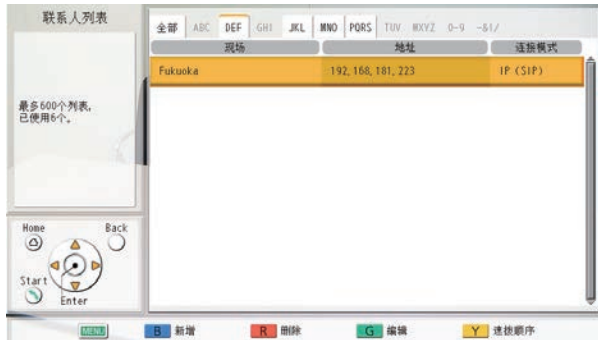 联系人列表
全部 ABC DEF GHI JKL MNO PQRS TUV WXYZ 0-9 -&1/
现场 地址 连接模式
Fukuoka 192, 168, 181, 223 IP (SIP)
最多600个列表,
已使用6个。
Home Back
Start
Enter
MENU B 新增 R 删除 G 编辑 Y 速拨顺序